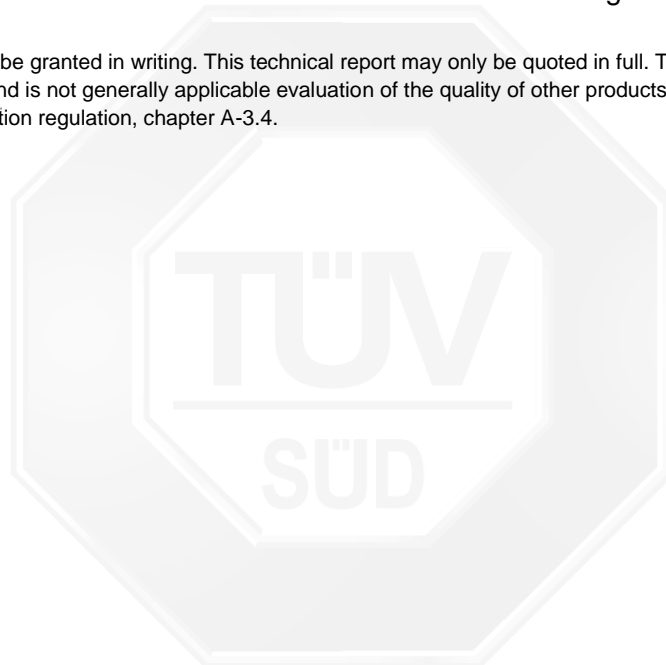 be granted in writing. This technical report may only be quoted in full. T
nd is not generally applicable evaluation of the quality of other products
tion regulation, chapter A-3.4.
TÜV
SÜD